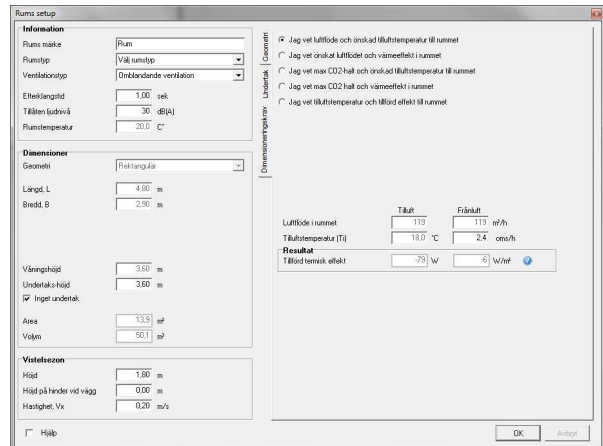 Rums setup
Information
Rums märke Rum
Rumstyp Välj rumstyp
Ventilationstyp Omblandande ventilation
Efterklangstid 1,00 sek
Tillåten ljudnivå 30 dB(A)
Rumstemperatur 20,0 C°
Dimensioner
Geometri Rektangulär
Längd, L 4,80 m
Bredd, B 2,90 m
Våningshöjd 3,60 m
Undertaks-höjd 3,60 m
Inget undertak
Area 13,9 m²
Volym 50,1 m³
Vistelsezon
Höjd 1,80 m
Höjd på hinder vid vägg 0,00 m
Hastighet, Vx 0,20 m/s
Hjälp
Geometri
Undertak
Dimensioneringskrav
Jag vet luftflöde och önskad tilluftstemperatur till rummet
Jag vet önskat luftflödet och värmeeffekt i rummet
Jag vet max CO2-halt och önskad tilluftstemperatur till rummet
Jag vet max CO2 halt och värmeeffekt i rummet
Jag vet tilluftstemperatur och tillförd effekt till rummet
Tilluft Frånluft
Luftflöde i rummet 119 119 m³/h
Tilluftstemperatur (Ti) 18,0 °C 2,4 oms/h
Resultat
Tillförd termisk effekt -79 W -6 W/m²
OK Avbryt